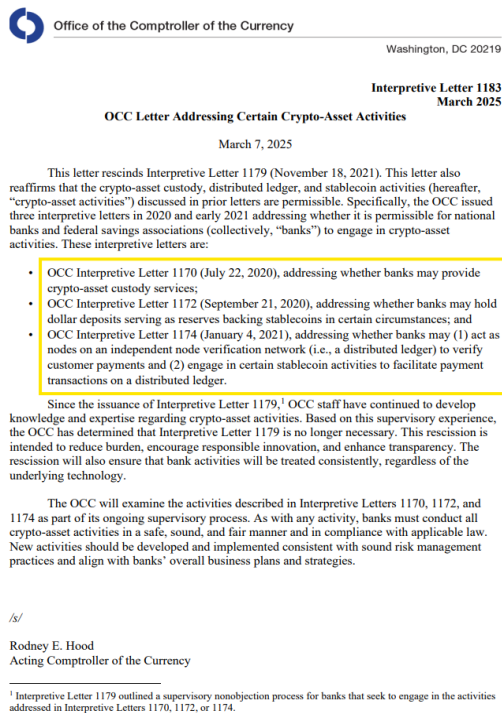 Office of the Comptroller of the Currency
Washington, DC 20219
Interpretive Letter 1183
March 2025
OCC Letter Addressing Certain Crypto-Asset Activities
March 7, 2025
This letter rescinds Interpretive Letter 1179 (November 18, 2021). This letter also
reaffirms that the crypto-asset custody, distributed ledger, and stablecoin activities (hereafter,
“crypto-asset activities”) discussed in prior letters are permissible. Specifically, the OCC issued
three interpretive letters in 2020 and early 2021 addressing whether it is permissible for national
banks and federal savings associations (collectively, “banks”) to engage in crypto-asset
activities. These interpretive letters are:
• OCC Interpretive Letter 1170 (July 22, 2020), addressing whether banks may provide
crypto-asset custody services;
• OCC Interpretive Letter 1172 (September 21, 2020), addressing whether banks may hold
dollar deposits serving as reserves backing stablecoins in certain circumstances; and
• OCC Interpretive Letter 1174 (January 4, 2021), addressing whether banks may (1) act as
nodes on an independent node verification network (i.e., a distributed ledger) to verify
customer payments and (2) engage in certain stablecoin activities to facilitate payment
transactions on a distributed ledger.
Since the issuance of Interpretive Letter 1179,¹ OCC staff have continued to develop
knowledge and expertise regarding crypto-asset activities. Based on this supervisory experience,
the OCC has determined that Interpretive Letter 1179 is no longer necessary. This rescission is
intended to reduce burden, encourage responsible innovation, and enhance transparency. The
rescission will also ensure that bank activities will be treated consistently, regardless of the
underlying technology.
The OCC will examine the activities described in Interpretive Letters 1170, 1172, and
1174 as part of its ongoing supervisory process. As with any activity, banks must conduct all
crypto-asset activities in a safe, sound, and fair manner and in compliance with applicable law.
New activities should be developed and implemented consistent with sound risk management
practices and align with banks’ overall business plans and strategies.
/s/
Rodney E. Hood
Acting Comptroller of the Currency
¹ Interpretive Letter 1179 outlined a supervisory nonobjection process for banks that seek to engage in the activities
addressed in Interpretive Letters 1170, 1172, or 1174.